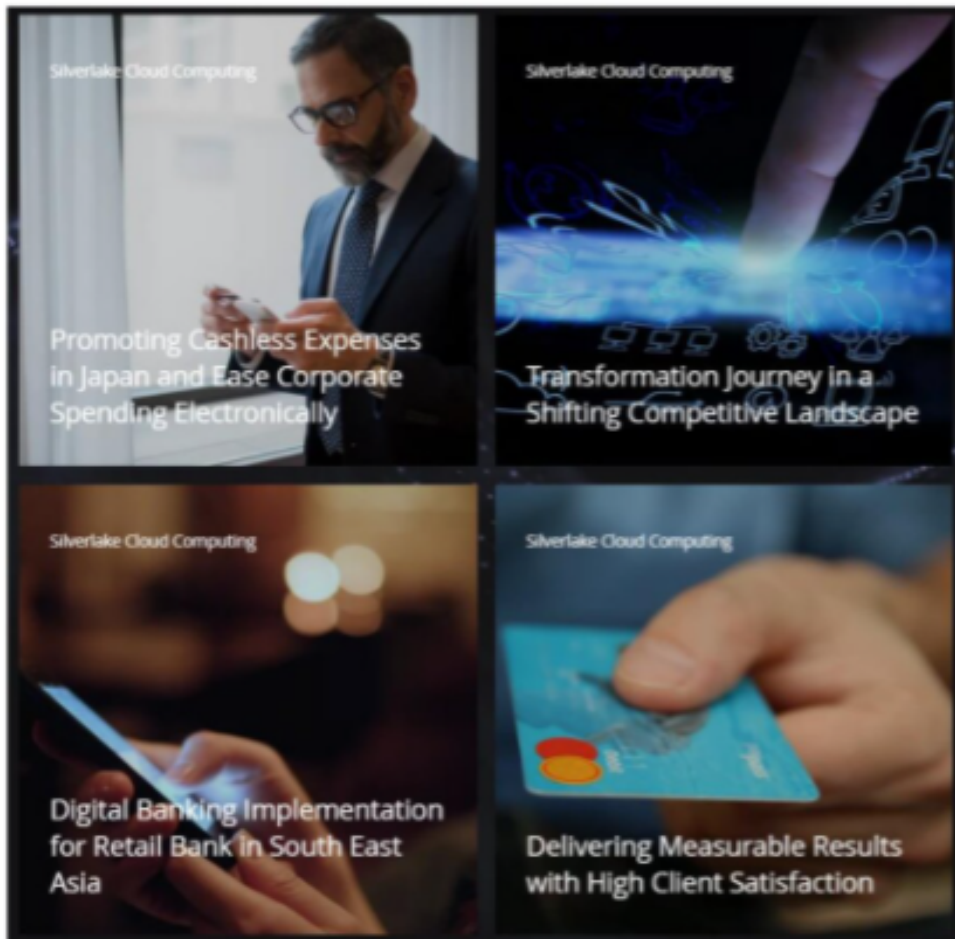 Silverlake Cloud Computing
Promoting Cashless Expenses
in Japan and Ease Corporate
Spending Electronically
Silverlake Cloud Computing
Transformation Journey in a
Shifting Competitive Landscape
Silverlake Cloud Computing
Digital Banking Implementation
for Retail Bank in South East
Asia
Silverlake Cloud Computing
Delivering Measurable Results
with High Client Satisfaction